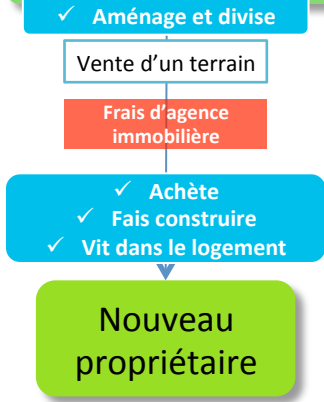 ✓ Aménage et divise
Vente d'un terrain
Frais d'agence
immobilière
✓ Achète
✓ Fais construire
✓ Vit dans le logement
Nouveau
propriétaire